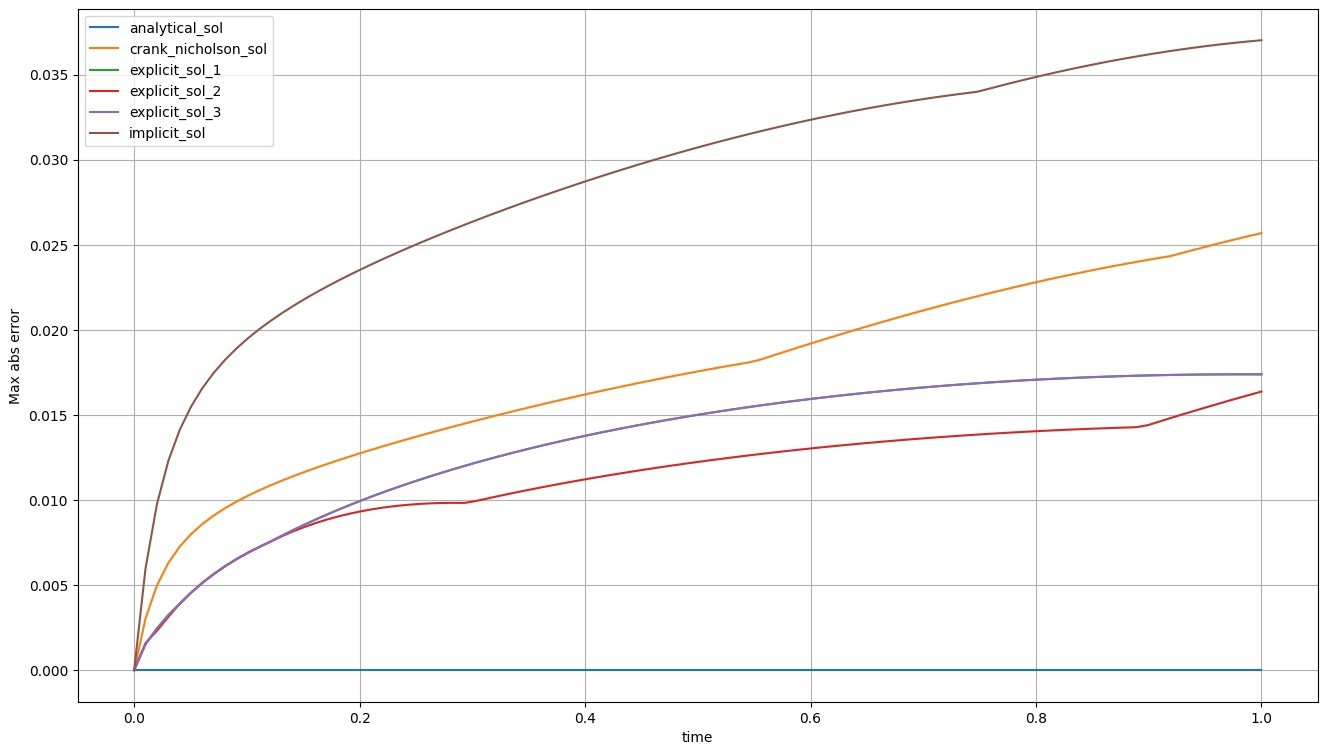 analytical_sol
crank_nicholson_sol
explicit_sol_1
explicit_sol_2
explicit_sol_3
implicit_sol
Max abs error
0.035
0.030
0.025
0.020
0.015
0.010
0.005
0.000
0.0 0.2 0.4 0.6 0.8 1.0
time